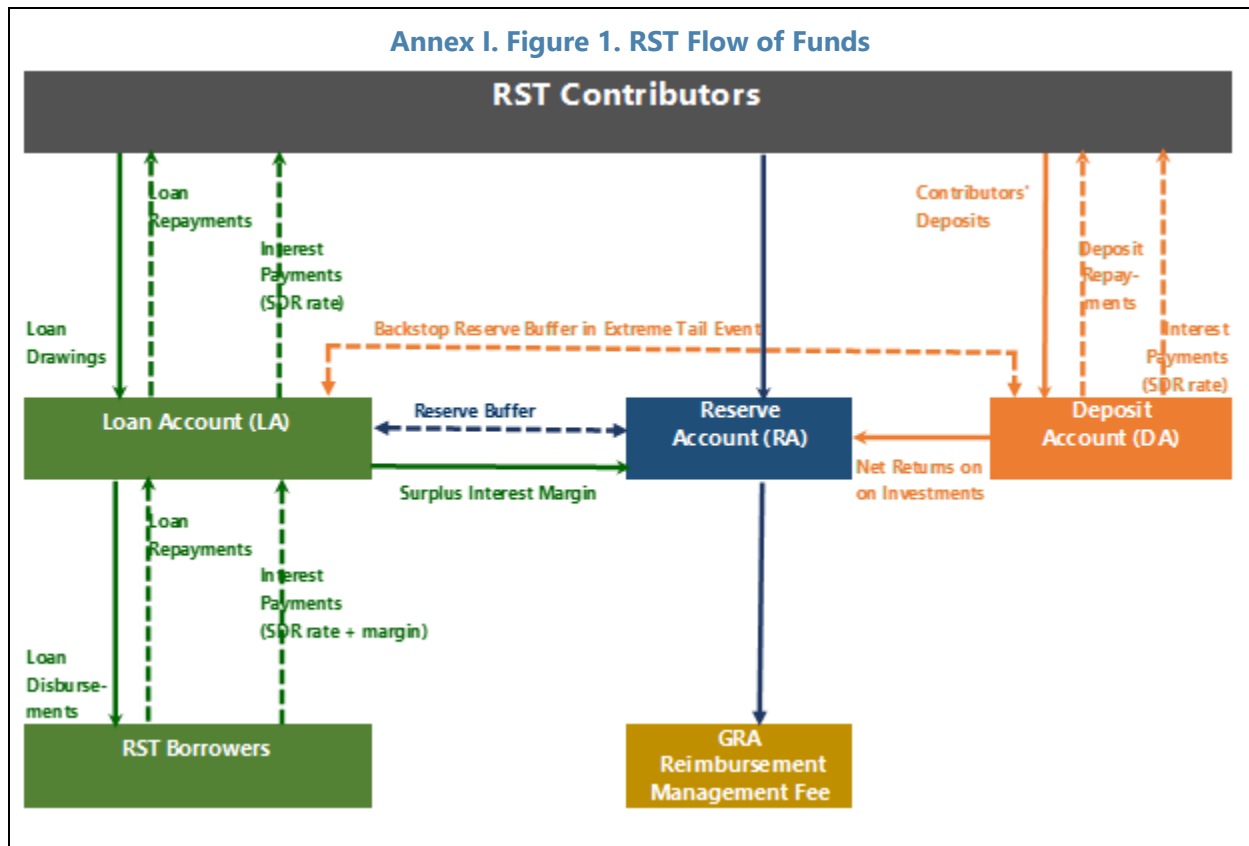 Annex I. Figure 1. RST Flow of Funds
RST Contributors
Loan
Repayments
Interest
Payments
(SDR rate)
Loan
Drawings
Contributors'
Deposits
Deposit
Repay-
ments
Interest
Payments
(SDR rate)
Backstop Reserve Buffer in Extreme Tail Event
Loan Account (LA)
Reserve Buffer
Reserve
Account (RA)
Deposit
Account (DA)
Surplus Interest Margin
Net Returns on
on Investments
Loan
Repayments
Interest
Payments
(SDR rate + margin)
Loan
Disburse-
ments
RST Borrowers
GRA
Reimbursement
Management Fee